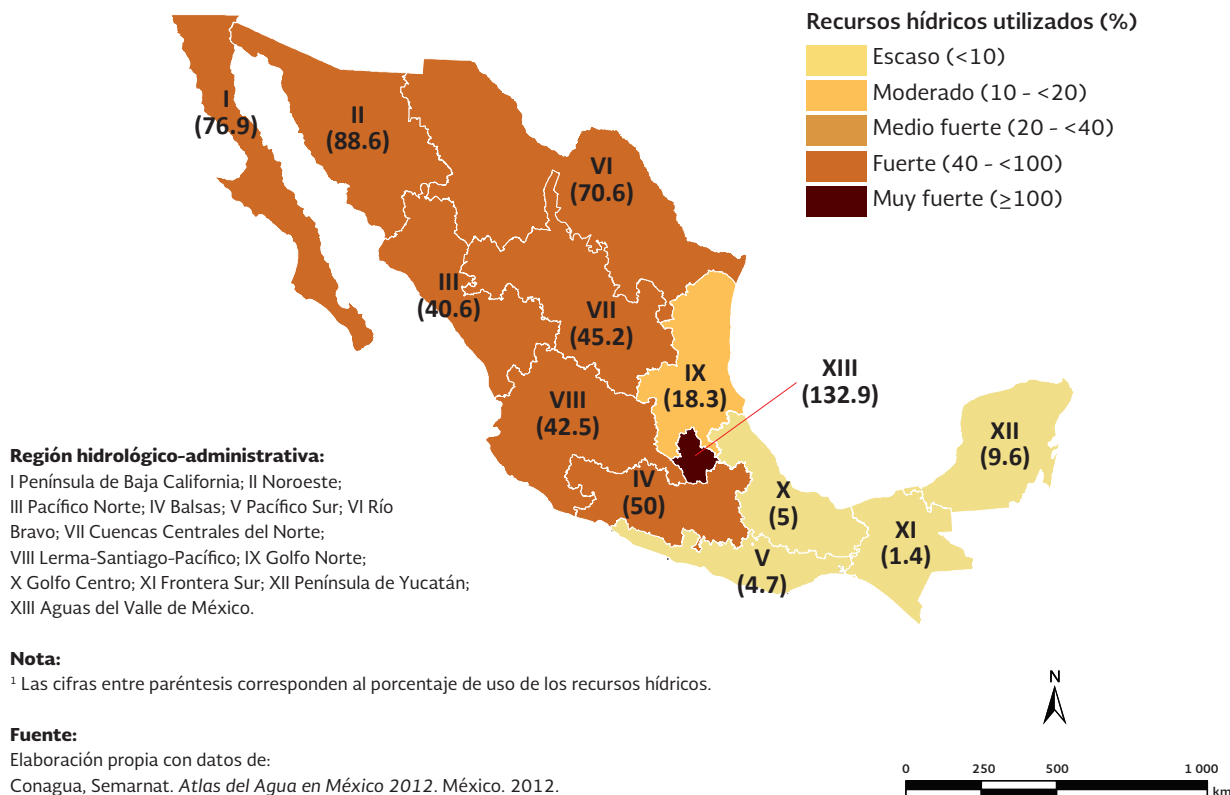 Recursos hídricos utilizados (%)
Escaso (<10)
Moderado (10 - <20)
Medio fuerte (20 - <40)
Fuerte (40 - <100)
Muy fuerte (≥100)
I
(76.9)
II
(88.6)
VI
(70.6)
III
(40.6)
VII
(45.2)
IX
(18.3)
XIII
(132.9)
VIII
(42.5)
XII
(9.6)
IV
(50)
X
(5)
XI
(1.4)
V
(4.7)
Región hidrológico-administrativa:
I Península de Baja California; II Noroeste;
III Pacífico Norte; IV Balsas; V Pacífico Sur; VI Río
Bravo; VII Cuencas Centrales del Norte;
VIII Lerma-Santiago-Pacífico; IX Golfo Norte;
X Golfo Centro; XI Frontera Sur; XII Península de Yucatán;
XIII Aguas del Valle de México.
Nota:
¹ Las cifras entre paréntesis corresponden al porcentaje de uso de los recursos hídricos.
Fuente:
Elaboración propia con datos de:
Conagua, Semarnat. Atlas del Agua en México 2012. México. 2012.
N
0 250 500 1 000
km